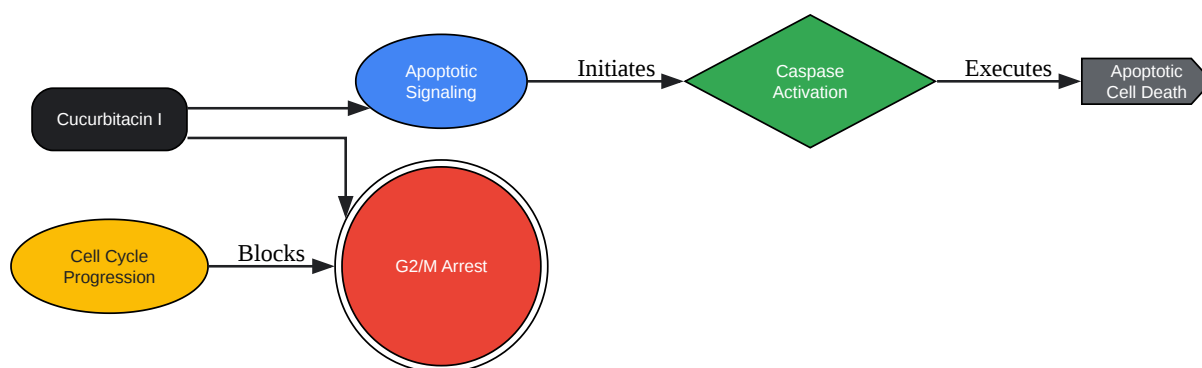 Apoptotic
Signaling
Initiates
Caspase
Activation
Executes
Apoptotic
Cell Death
Cucurbitacin I
Cell Cycle
Progression
Blocks
G2/M Arrest